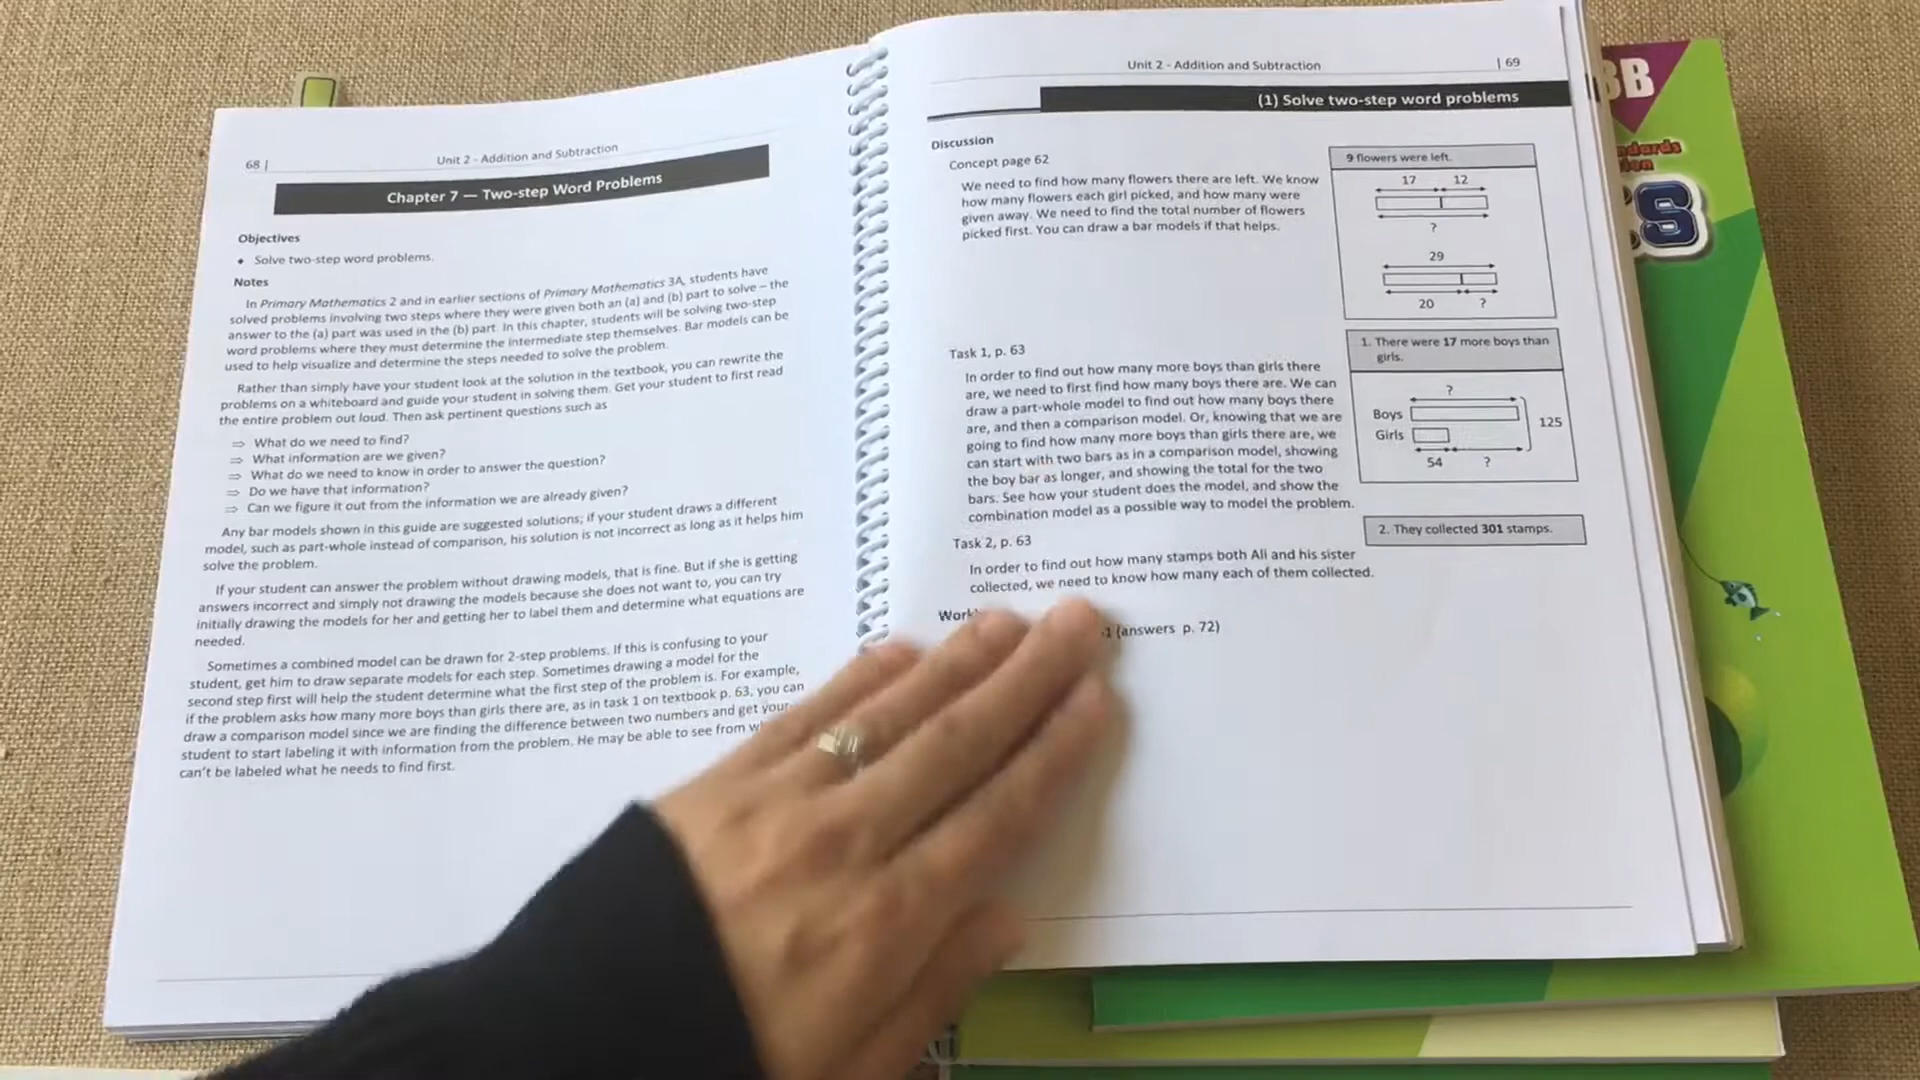 68 |
Unit 2 - Addition and Subtraction
Chapter 7 — Two-step Word Problems
Objectives
• Solve two-step word problems.
Notes
In Primary Mathematics 2 and in earlier sections of Primary Mathematics 3A, students have
solved problems involving two steps where they were given both an (a) and (b) part to solve – the
answer to the (a) part was used in the (b) part. In this chapter, students will be solving two-step
word problems where they must determine the intermediate step themselves. Bar models can be
used to help visualize and determine the steps needed to solve the problem.
Rather than simply have your student look at the solution in the textbook, you can rewrite the
problems on a whiteboard and guide your student in solving them. Get your student to first read
the entire problem out loud. Then ask pertinent questions such as
⇒ What do we need to find?
⇒ What information are we given?
⇒ What do we need to know in order to answer the question?
⇒ Do we have that information?
⇒ Can we figure it out from the information we are already given?
Any bar models shown in this guide are suggested solutions; if your student draws a different
model, such as part-whole instead of comparison, his solution is not incorrect as long as it helps him
solve the problem.
If your student can answer the problem without drawing models, that is fine. But if she is getting
answers incorrect and simply not drawing the models because she does not want to, you can try
initially drawing the models for her and getting her to label them and determine what equations are
needed.
Sometimes a combined model can be drawn for 2-step problems. If this is confusing to your
student, get him to draw separate models for each step. Sometimes drawing a model for the
second step first will help the student determine what the first step of the problem is. For example,
if the problem asks how many more boys than girls there are, as in task 1 on textbook p. 63, you can
draw a comparison model since we are finding the difference between two numbers and get your
student to start labeling it with information from the problem. He may be able to see from
can't be labeled what he needs to find first.
Unit 2 - Addition and Subtraction
| 69
(1) Solve two-step word problems
Discussion
Concept page 62
We need to find how many flowers there are left. We know
how many flowers each girl picked, and how many were
given away. We need to find the total number of flowers
picked first. You can draw a bar models if that helps.
9 flowers were left.
17 12
?
29
20 ?
Task 1, p. 63
In order to find out how many more boys than girls there
are, we need to first find how many boys there are. We can
draw a part-whole model to find out how many boys there
are, and then a comparison model. Or, knowing that we are
going to find how many more boys than girls there are, we
can start with two bars as in a comparison model, showing
the boy bar as longer, and showing the total for the two
bars. See how your student does the model, and show the
combination model as a possible way to model the problem.
1. There were 17 more boys than
girls.
?
Boys
125
Girls
54 ?
Task 2, p. 63
In order to find out how many stamps both Ali and his sister
collected, we need to know how many each of them collected.
2. They collected 301 stamps.
Work
1 (answers p. 72)
BB
S